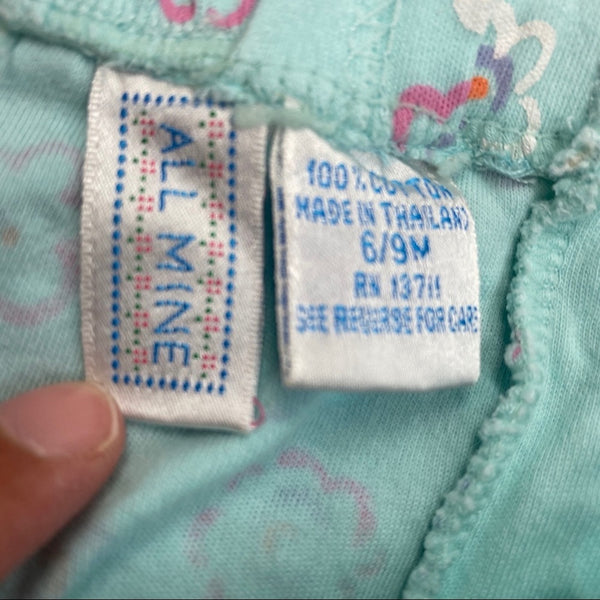 ALL MINE
100% COTTON
MADE IN THAILAND
6/9M
RN 13711
SEE REVERSE FOR CARE